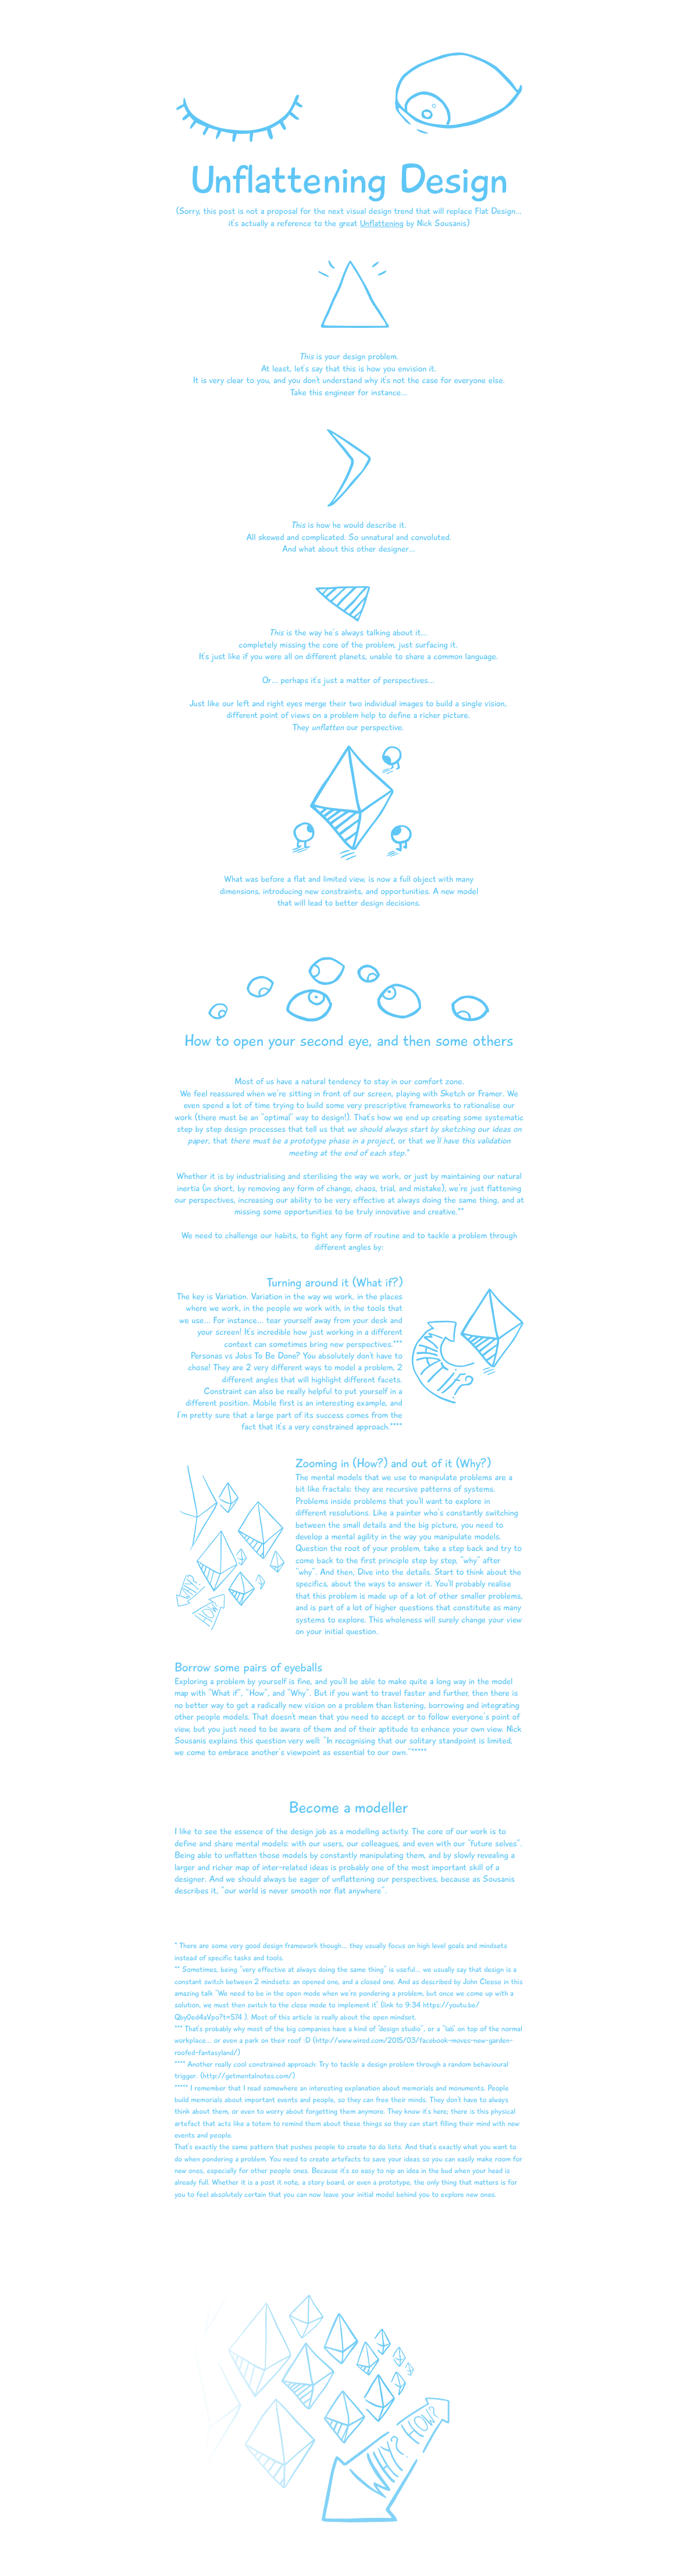 Unflattening Design
(Sorry, this post is not a proposal for the next visual design trend that will replace Flat Design...
it's actually a reference to the great Unflattening by Nick Sousanis)
This is your design problem.
At least, let's say that this is how you envision it.
It is very clear to you, and you don't understand why it's not the case for everyone else.
Take this engineer for instance...
This is how he would describe it.
All skewed and complicated. So unnatural and convoluted.
And what about this other designer...
This is the way he's always talking about it...
completely missing the core of the problem, just surfacing it.
It's just like if you were all on different planets, unable to share a common language.
Or... perhaps it's just a matter of perspectives...
Just like our left and right eyes merge their two individual images to build a single vision,
different point of views on a problem help to define a richer picture.
They unflatten our perspective.
What was before a flat and limited view, is now a full object with many
dimensions, introducing new constraints, and opportunities. A new model
that will lead to better design decisions.
How to open your second eye, and then some others
Most of us have a natural tendency to stay in our comfort zone.
We feel reassured when we're sitting in front of our screen, playing with Sketch or Framer. We
even spend a lot of time trying to build some very prescriptive frameworks to rationalise our
work (there must be an "optimal" way to design!). That's how we end up creating some systematic
step by step design processes that tell us that we should always start by sketching our ideas on
paper, that there must be a prototype phase in a project, or that we'll have this validation
meeting at the end of each step.*
Whether it is by industrialising and sterilising the way we work, or just by maintaining our natural
inertia (in short, by removing any form of change, chaos, trial, and mistake), we're just flattening
our perspectives, increasing our ability to be very effective at always doing the same thing, and at
missing some opportunities to be truly innovative and creative.**
We need to challenge our habits, to fight any form of routine and to tackle a problem through
different angles by:
Turning around it (What if?)
The key is Variation. Variation in the way we work, in the places
where we work, in the people we work with, in the tools that
we use... For instance... tear yourself away from your desk and
your screen! It's incredible how just working in a different
context can sometimes bring new perspectives.***
Personas vs Jobs To Be Done? You absolutely don't have to
chose! They are 2 very different ways to model a problem, 2
different angles that will highlight different facets.
Constraint can also be really helpful to put yourself in a
different position. Mobile first is an interesting example, and
I'm pretty sure that a large part of its success comes from the
fact that it's a very constrained approach.****
WHAT IF?
Zooming in (How?) and out of it (Why?)
The mental models that we use to manipulate problems are a
bit like fractals: they are recursive patterns of systems.
Problems inside problems that you'll want to explore in
different resolutions. Like a painter who's constantly switching
between the small details and the big picture, you need to
develop a mental agility in the way you manipulate models.
Question the root of your problem, take a step back and try to
come back to the first principle step by step, "why" after
"why". And then, Dive into the details. Start to think about the
specifics, about the ways to answer it. You'll probably realise
that this problem is made up of a lot of other smaller problems,
and is part of a lot of higher questions that constitute as many
systems to explore. This wholeness will surely change your view
on your initial question.
WHY?
HOW?
Borrow some pairs of eyeballs
Exploring a problem by yourself is fine, and you'll be able to make quite a long way in the model
map with "What if", "How", and "Why". But if you want to travel faster and further, then there is
no better way to get a radically new vision on a problem than listening, borrowing and integrating
other people models. That doesn't mean that you need to accept or to follow everyone's point of
view, but you just need to be aware of them and of their aptitude to enhance your own view. Nick
Sousanis explains this question very well: "In recognising that our solitary standpoint is limited,
we come to embrace another's viewpoint as essential to our own."*****
Become a modeller
I like to see the essence of the design job as a modelling activity. The core of our work is to
define and share mental models: with our users, our colleagues, and even with our "future selves".
Being able to unflatten those models by constantly manipulating them, and by slowly revealing a
larger and richer map of inter-related ideas is probably one of the most important skill of a
designer. And we should always be eager of unflattening our perspectives, because as Sousanis
describes it, "our world is never smooth nor flat anywhere".
* There are some very good design framework though... they usually focus on high level goals and mindsets
instead of specific tasks and tools.
** Sometimes, being "very effective at always doing the same thing" is useful... we usually say that design is a
constant switch between 2 mindsets: an opened one, and a closed one. And as described by John Cleese in this
amazing talk "We need to be in the open mode when we're pondering a problem, but once we come up with a
solution, we must then switch to the close mode to implement it" (link to 9:34 https://youtu.be/
Qby0ed4aVpo?t=574 ). Most of this article is really about the open mindset.
*** That's probably why most of the big companies have a kind of "design studio", or a "lab" on top of the normal
workplace... or even a park on their roof :D (http://www.wired.com/2015/03/facebook-moves-new-garden-
roofed-fantasyland/)
**** Another really cool constrained approach: Try to tackle a design problem through a random behavioural
trigger. (http://getmentalnotes.com/)
***** I remember that I read somewhere an interesting explanation about memorials and monuments. People
build memorials about important events and people, so they can free their minds. They don't have to always
think about them, or even to worry about forgetting them anymore. They know it's here; there is this physical
artefact that acts like a totem to remind them about these things so they can start filling their mind with new
events and people.
That's exactly the same pattern that pushes people to create to do lists. And that's exactly what you want to
do when pondering a problem. You need to create artefacts to save your ideas so you can easily make room for
new ones, especially for other people ones. Because it's so easy to nip an idea in the bud when your head is
already full. Whether it is a post it note, a story board, or even a prototype, the only thing that matters is for
you to feel absolutely certain that you can now leave your initial model behind you to explore new ones.
WHY? HOW?